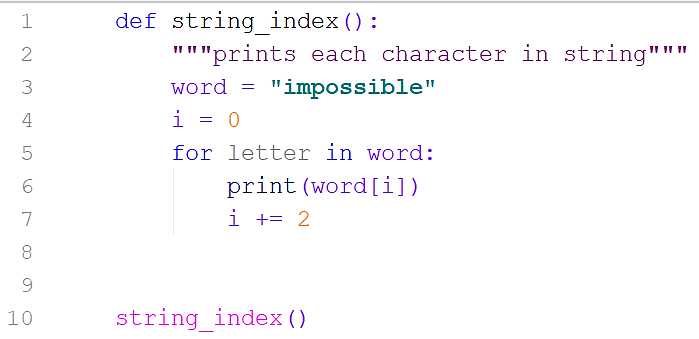 1 def string_index():
2 """prints each character in string"""
3 word = "impossible"
4 i = 0
5 for letter in word:
6 print(word[i])
7 i += 2
8
9
10 string_index()